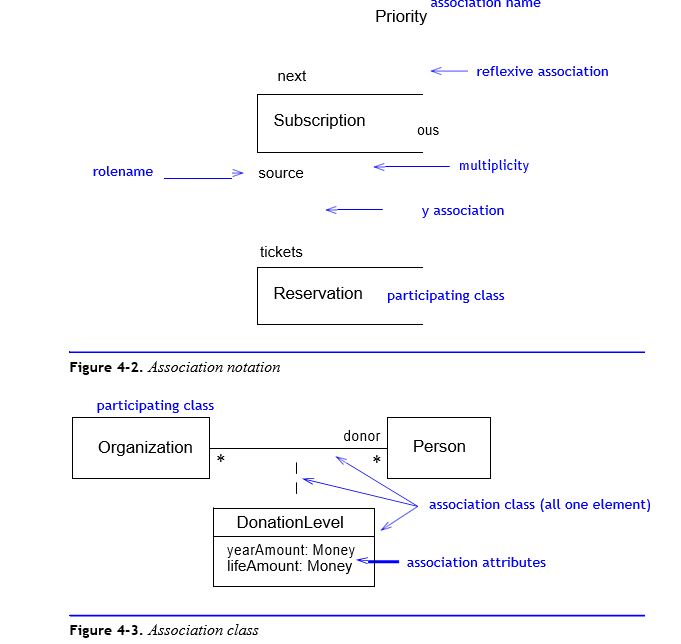 association name
Priority
next
reflexive association
Subscription
ous
rolename
source
multiplicity
y association
tickets
Reservation
participating class
Figure 4-2. Association notation
participating class
Organization
donor
Person
*
*
association class (all one element)
DonationLevel
yearAmount: Money
lifeAmount: Money
association attributes
Figure 4-3. Association class